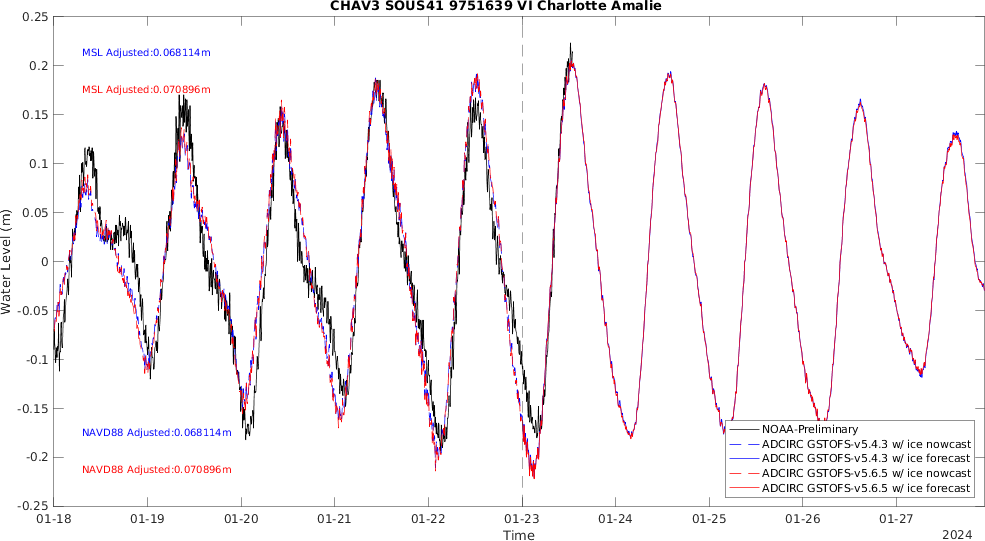 CHAV3 SOUS41 9751639 VI Charlotte Amalie
0.25
0.2
0.15
0.1
0.05
0
-0.05
-0.1
-0.15
-0.2
-0.25
Water Level (m)
MSL Adjusted:0.068114m
MSL Adjusted:0.070896m
NAVD88 Adjusted:0.068114m
NAVD88 Adjusted:0.070896m
NOAA-Preliminary
ADCIRC GSTOFS-v5.4.3 w/ ice nowcast
ADCIRC GSTOFS-v5.4.3 w/ ice forecast
ADCIRC GSTOFS-v5.6.5 w/ ice nowcast
ADCIRC GSTOFS-v5.6.5 w/ ice forecast
01-18 01-19 01-20 01-21 01-22 01-23 01-24 01-25 01-26 01-27
Time
2024